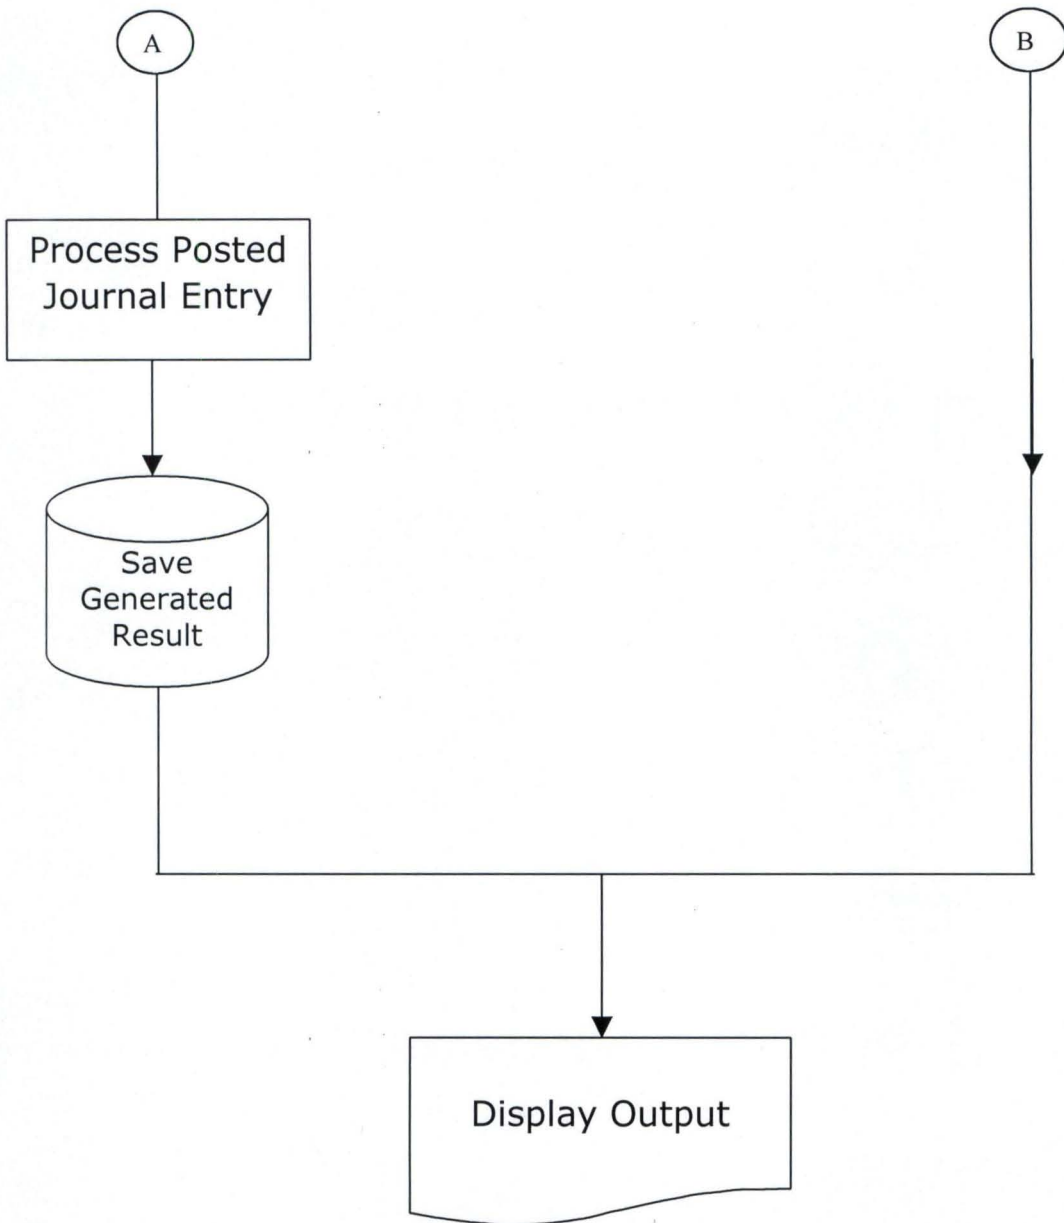 A
B
Process Posted
Journal Entry
Save
Generated
Result
Display Output